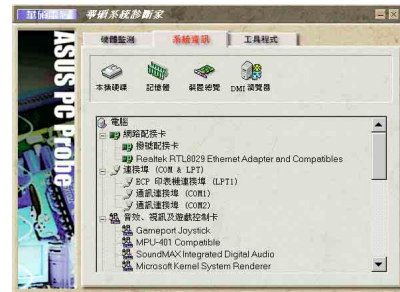 華碩電腦 華碩系統診斷家
硬體監測 系統資訊 工具程式
ASUS PC Probe
本機硬碟 記憶體 裝置總覽 DMI 瀏覽器
電腦
網路配接卡
撥號配接卡
Realtek RTL8029 Ethernet Adapter and Compatibles
連接埠 (COM & LPT)
ECP 印表機連接埠 (LPT1)
通訊連接埠 (COM1)
通訊連接埠 (COM2)
音效、視訊及遊戲控制卡
Gameport Joystick
MPU-401 Compatible
SoundMAX Integrated Digital Audio
Microsoft Kernel System Renderer